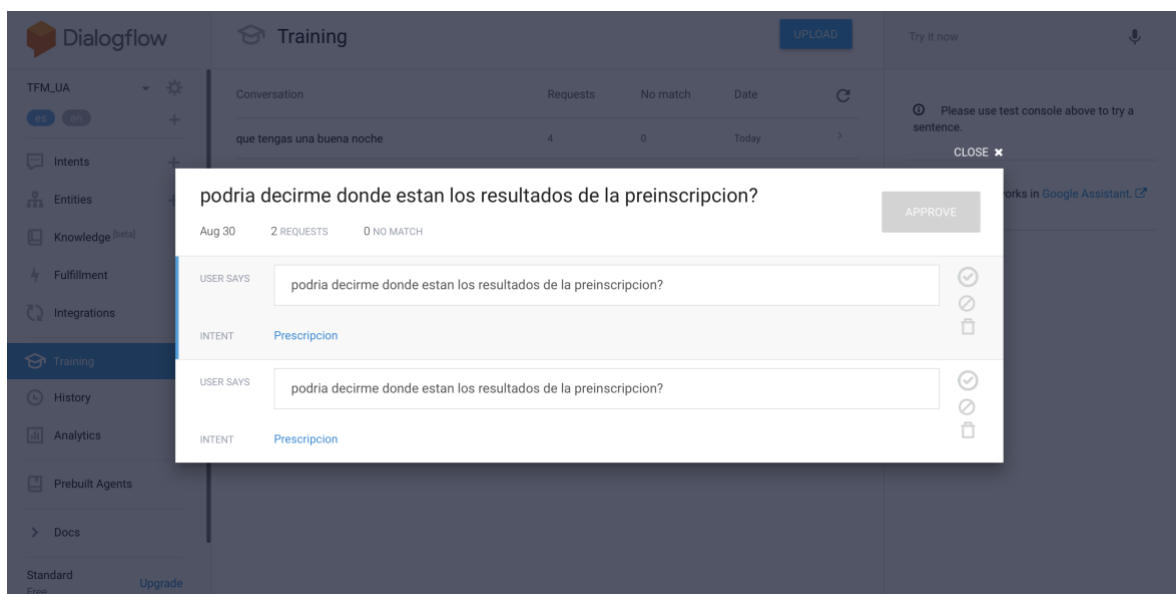 Dialogflow
Training
UPLOAD
Try it now
TFM_UA
es en
Conversation Requests No match Date
Please use test console above to try a
sentence.
que tengas una buena noche 4 0 Today
CLOSE ×
Intents
Entities
Knowledge [beta]
Fulfillment
Integrations
Training
History
Analytics
Prebuilt Agents
Docs
Standard
Free
Upgrade
podria decirme donde estan los resultados de la preinscripcion?
APPROVE
Aug 30 2 REQUESTS 0 NO MATCH
in Google Assistant.
USER SAYS podria decirme donde estan los resultados de la preinscripcion?
INTENT Prescripcion
USER SAYS podria decirme donde estan los resultados de la preinscripcion?
INTENT Prescripcion